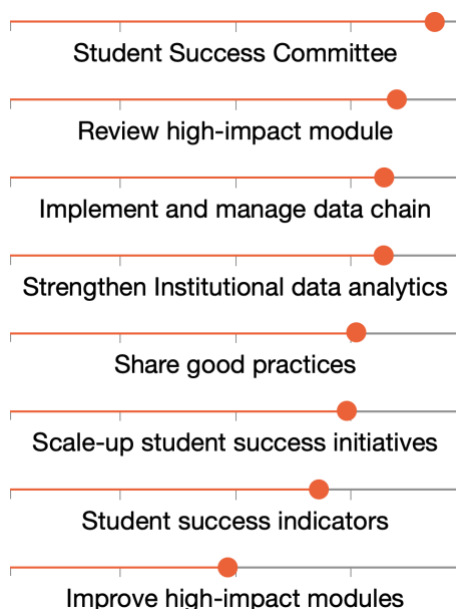 Student Success Committee
Review high-impact module
Implement and manage data chain
Strengthen Institutional data analytics
Share good practices
Scale-up student success initiatives
Student success indicators
Improve high-impact modules